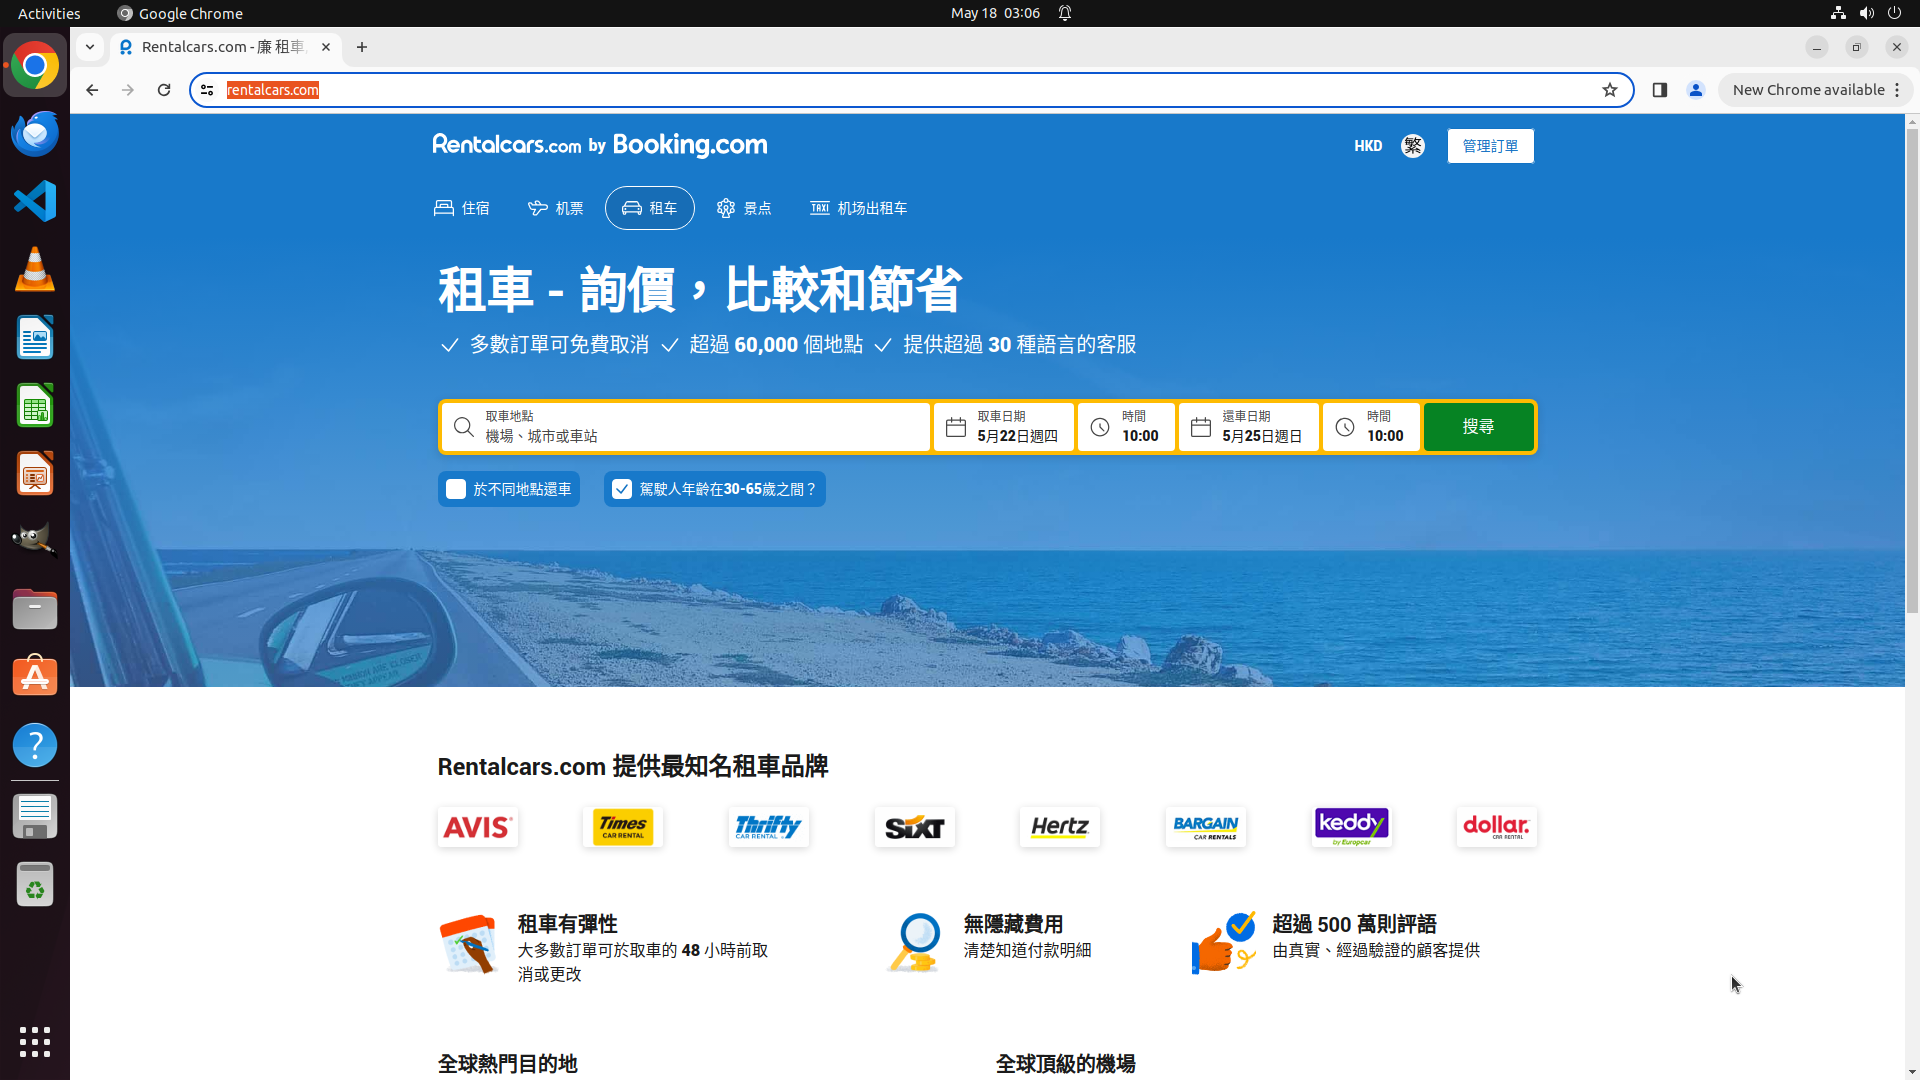 Activities
Google Chrome
May 18 03:06
Rentalcars.com - 廉 租車
rentalcars.com
New Chrome available
Rentalcars.com by Booking.com
HKD
繁
管理訂單
住宿
机票
租车
TAXI
景点
机场出租车
租車 - 詢價，比較和節省
多數訂單可免費取消
超過 60,000 個地點
提供超過 30 種語言的客服
取車地點
機場、城市或車站
取車日期
5月22日週四
時間
10:00
還車日期
5月25日週日
時間
10:00
搜尋
於不同地點還車
駕駛人年齡在30-65歲之間？
Rentalcars.com 提供最知名租車品牌
AVIS
Times CAR RENTAL
Thrifty CAR RENTAL
SIXT
Hertz
BARGAIN CAR RENTALS
keddy by Europcar
dollar. CAR RENTAL
租車有彈性
大多數訂單可於取車的 48 小時前取
消或更改
無隱藏費用
清楚知道付款明細
超過 500 萬則評語
由真實、經過驗證的顧客提供
全球熱門目的地
全球頂級的機場